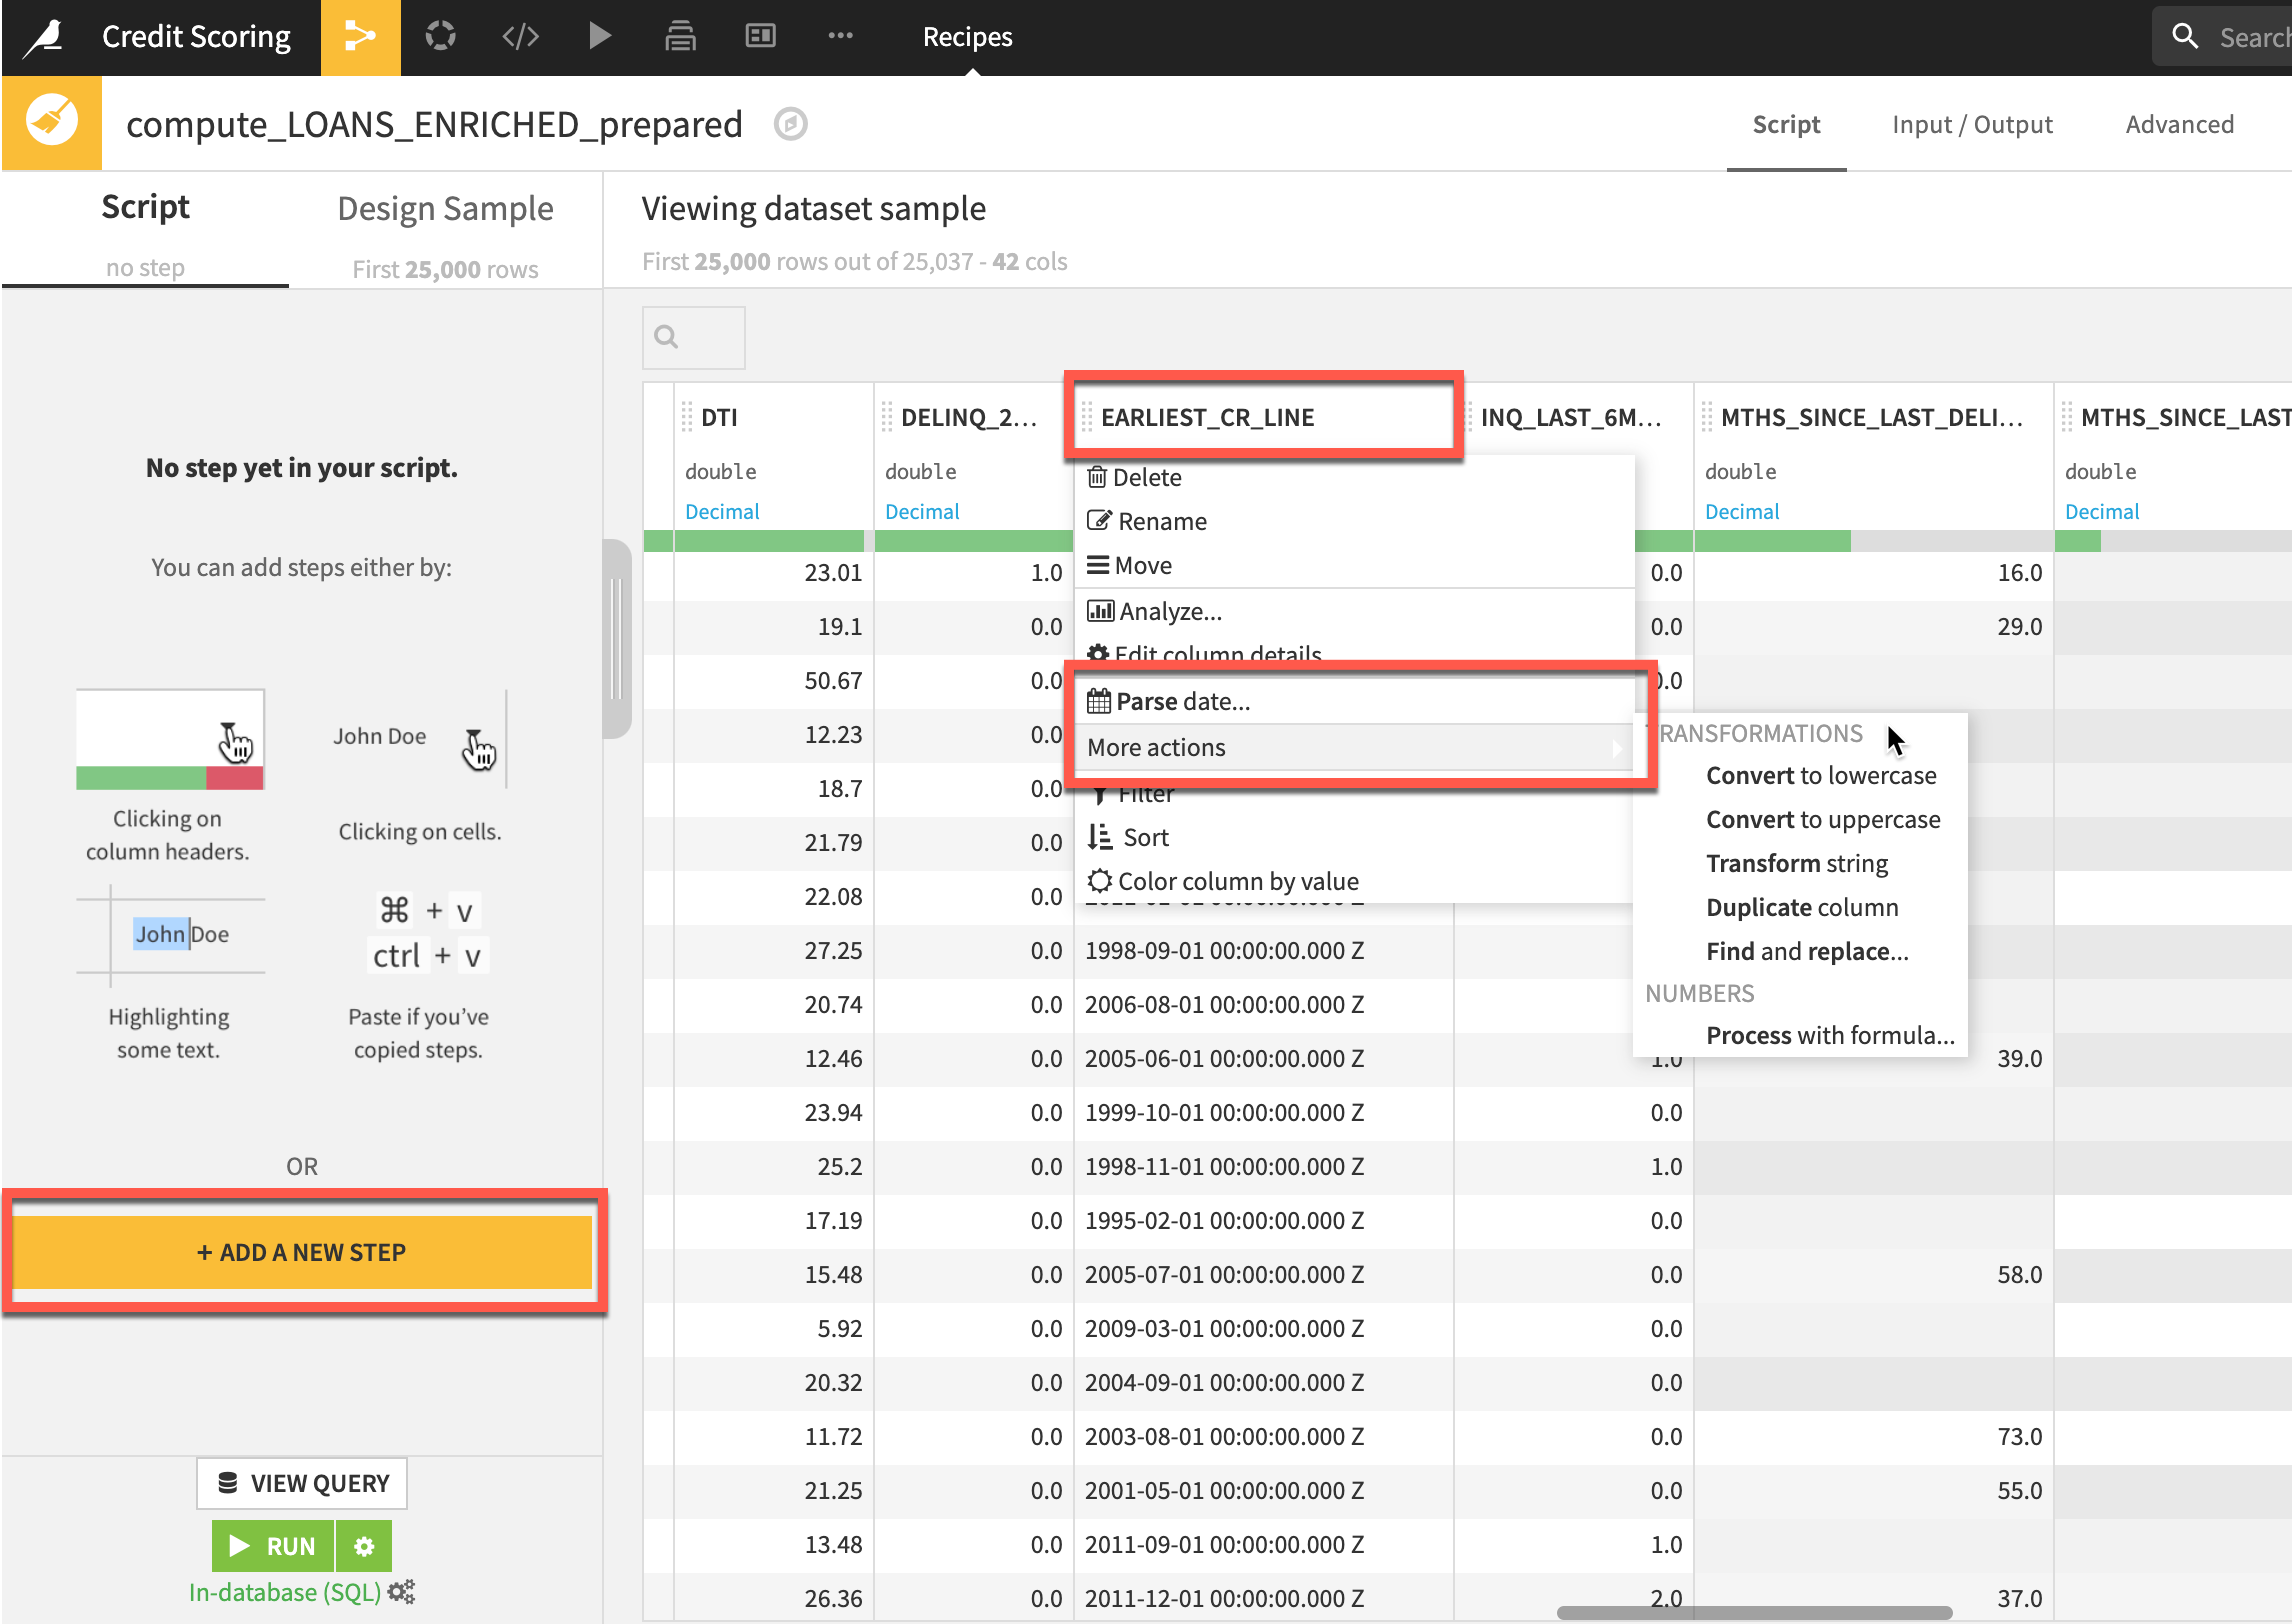 Credit Scoring
Recipes
Search
compute_LOANS_ENRICHED_prepared
Script
Input / Output
Advanced
Script
no step
Design Sample
First 25,000 rows
Viewing dataset sample
First 25,000 rows out of 25,037 - 42 cols
No step yet in your script.
You can add steps either by:
Clicking on
column headers.
John Doe
Clicking on cells.
John Doe
Highlighting
some text.
⌘ + v
ctrl + v
Paste if you've
copied steps.
OR
+ ADD A NEW STEP
VIEW QUERY
RUN
In-database (SQL)
DTI DELINQ_2... EARLIEST_CR_LINE INQ_LAST_6M... MTHS_SINCE_LAST_DELI... MTHS_SINCE_LAST
double double double double
Decimal Decimal Decimal Decimal
Delete
Rename
Move
Analyze...
Edit column details
Parse date...
More actions
Filter
Sort
Color column by value
RANSFORMATIONS
Convert to lowercase
Convert to uppercase
Transform string
Duplicate column
Find and replace...
NUMBERS
Process with formula...
23.01 1.0 0.0 16.0
19.1 0.0 0.0 29.0
50.67 0.0 0.0
12.23 0.0
18.7 0.0
21.79 0.0
22.08 0.0
27.25 0.0 1998-09-01 00:00:00.000 Z
20.74 0.0 2006-08-01 00:00:00.000 Z
12.46 0.0 2005-06-01 00:00:00.000 Z 1.0 39.0
23.94 0.0 1999-10-01 00:00:00.000 Z 0.0
25.2 0.0 1998-11-01 00:00:00.000 Z 1.0
17.19 0.0 1995-02-01 00:00:00.000 Z 0.0
15.48 0.0 2005-07-01 00:00:00.000 Z 0.0 58.0
5.92 0.0 2009-03-01 00:00:00.000 Z 0.0
20.32 0.0 2004-09-01 00:00:00.000 Z 0.0
11.72 0.0 2003-08-01 00:00:00.000 Z 0.0 73.0
21.25 0.0 2001-05-01 00:00:00.000 Z 0.0 55.0
13.48 0.0 2011-09-01 00:00:00.000 Z 1.0
26.36 0.0 2011-12-01 00:00:00.000 Z 2.0 37.0